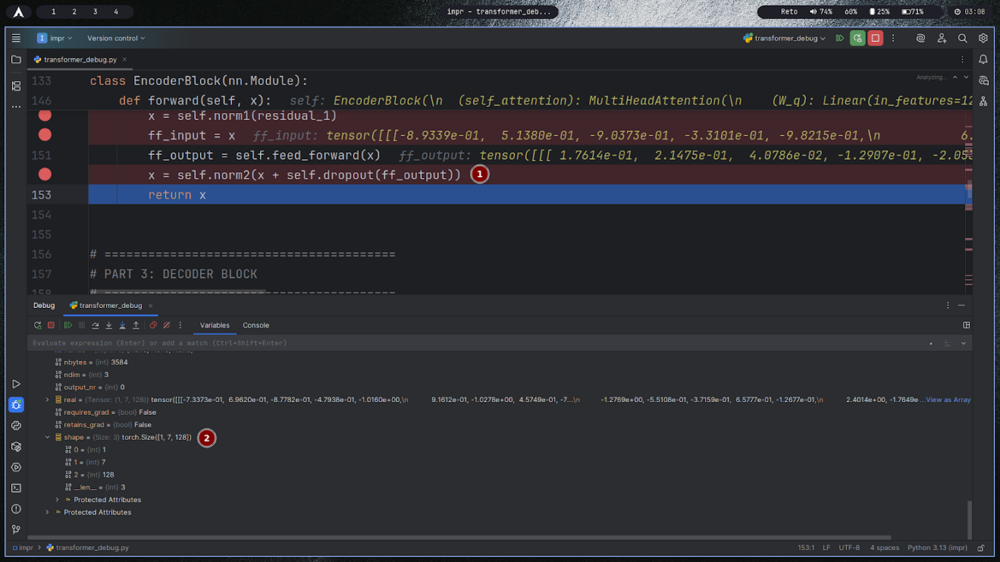 1 2 3 4 impr - transformer_deb... Reto 74% 60% 25% 71% 03:08
I impr Version control transformer_debug
transformer_debug.py
133 class EncoderBlock(nn.Module): Analyzing...
146 def forward(self, x): self: EncoderBlock(\n (self_attention): MultiHeadAttention(\n (W_q): Linear(in_features=12
x = self.norm1(residual_1)
ff_input = x ff_input: tensor([[[-8.9339e-01, 5.1380e-01, -9.0373e-01, -3.3101e-01, -9.8215e-01,\n 6.
151 ff_output = self.feed_forward(x) ff_output: tensor([[[ 1.7614e-01, 2.1475e-01, 4.0786e-02, -1.2907e-01, -2.05
x = self.norm2(x + self.dropout(ff_output)) 1
153 return x
154
155
156 # ========================================
157 # PART 3: DECODER BLOCK
158 # ========================================
Debug transformer_debug
Variables Console
Evaluate expression (Enter) or add a watch (Ctrl+Shift+Enter)
nbytes = {int} 3584
ndim = {int} 3
output_nr = {int} 0
real = {Tensor: (1, 7, 128)} tensor([[[-7.3373e-01, 6.9620e-01, -8.7782e-01, -4.7938e-01, -1.0160e+00,\n 9.1612e-01, -1.0278e+00, 4.5749e-01, -7...\n -1.2769e+00, -5.5108e-01, -3.7159e-01, 6.5777e-01, -1.2677e-01,\n 2.4014e+00, -1.7649e ...View as Array
requires_grad = {bool} False
retains_grad = {bool} False
shape = {Size: 3} torch.Size([1, 7, 128]) 2
0 = {int} 1
1 = {int} 7
2 = {int} 128
__len__ = {int} 3
Protected Attributes
Protected Attributes
impr > transformer_debug.py 153:1 LF UTF-8 4 spaces Python 3.13 (impr)